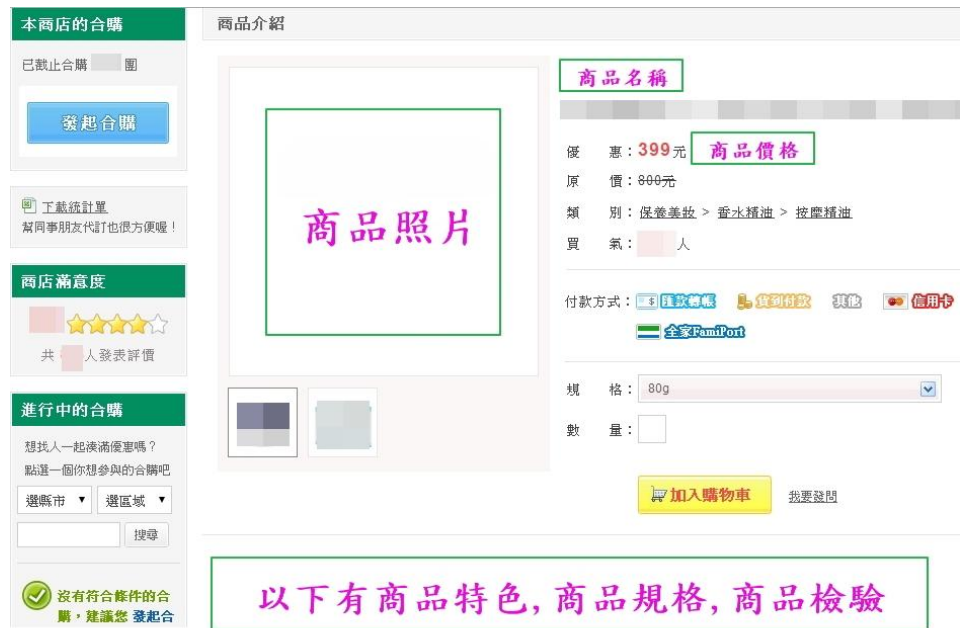 本商店的合購
已截止合購 團
發起合購
下載統計單
幫同事朋友代訂也很方便喔！
商店滿意度
共 人發表評價
進行中的合購
想找人一起湊滿優惠嗎？
點選一個你想參與的合購吧
選縣市 選區域
搜尋
沒有符合條件的合
購，建議您 發起合
商品介紹
商品照片
商品名稱
優 惠：399元 商品價格
原 價：800元
類 別：保養美妝 > 香水精油 > 按摩精油
買 氣： 人
付款方式： $ 匯款轉帳 貨到付款 其他 信用卡
全家FamiPort
規 格： 80g
數 量：
加入購物車 我要發問
以下有商品特色,商品規格,商品檢驗